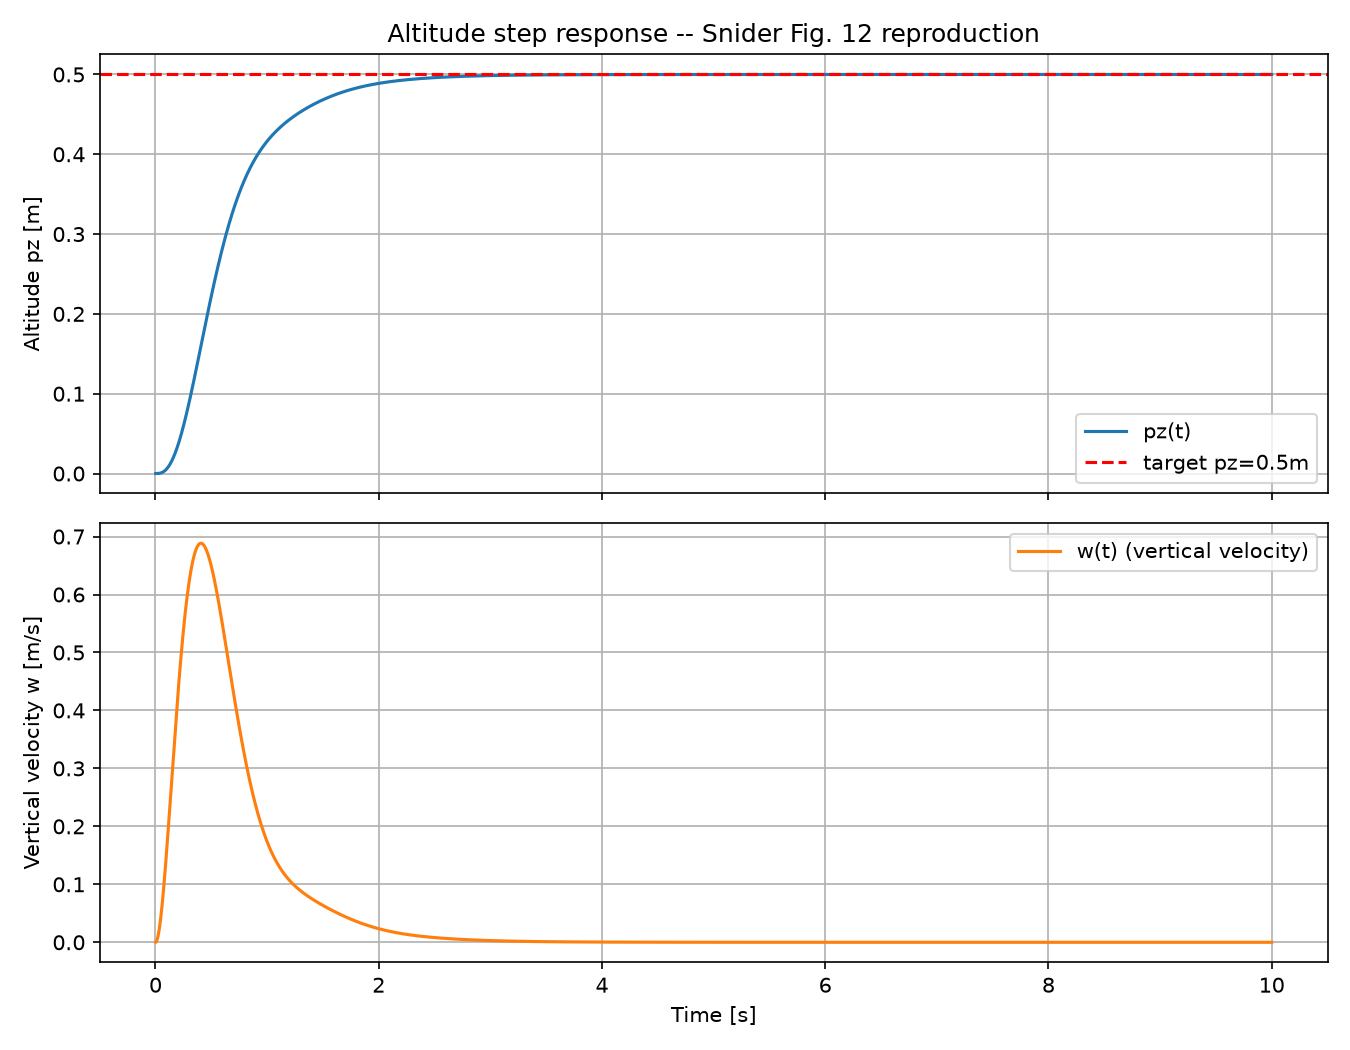 Altitude step response -- Snider Fig. 12 reproduction
Altitude pz [m]
0.5
0.4
0.3
0.2
0.1
0.0
pz(t)
target pz=0.5m
Vertical velocity w [m/s]
0.7
0.6
0.5
0.4
0.3
0.2
0.1
0.0
w(t) (vertical velocity)
0 2 4 6 8 10
Time [s]